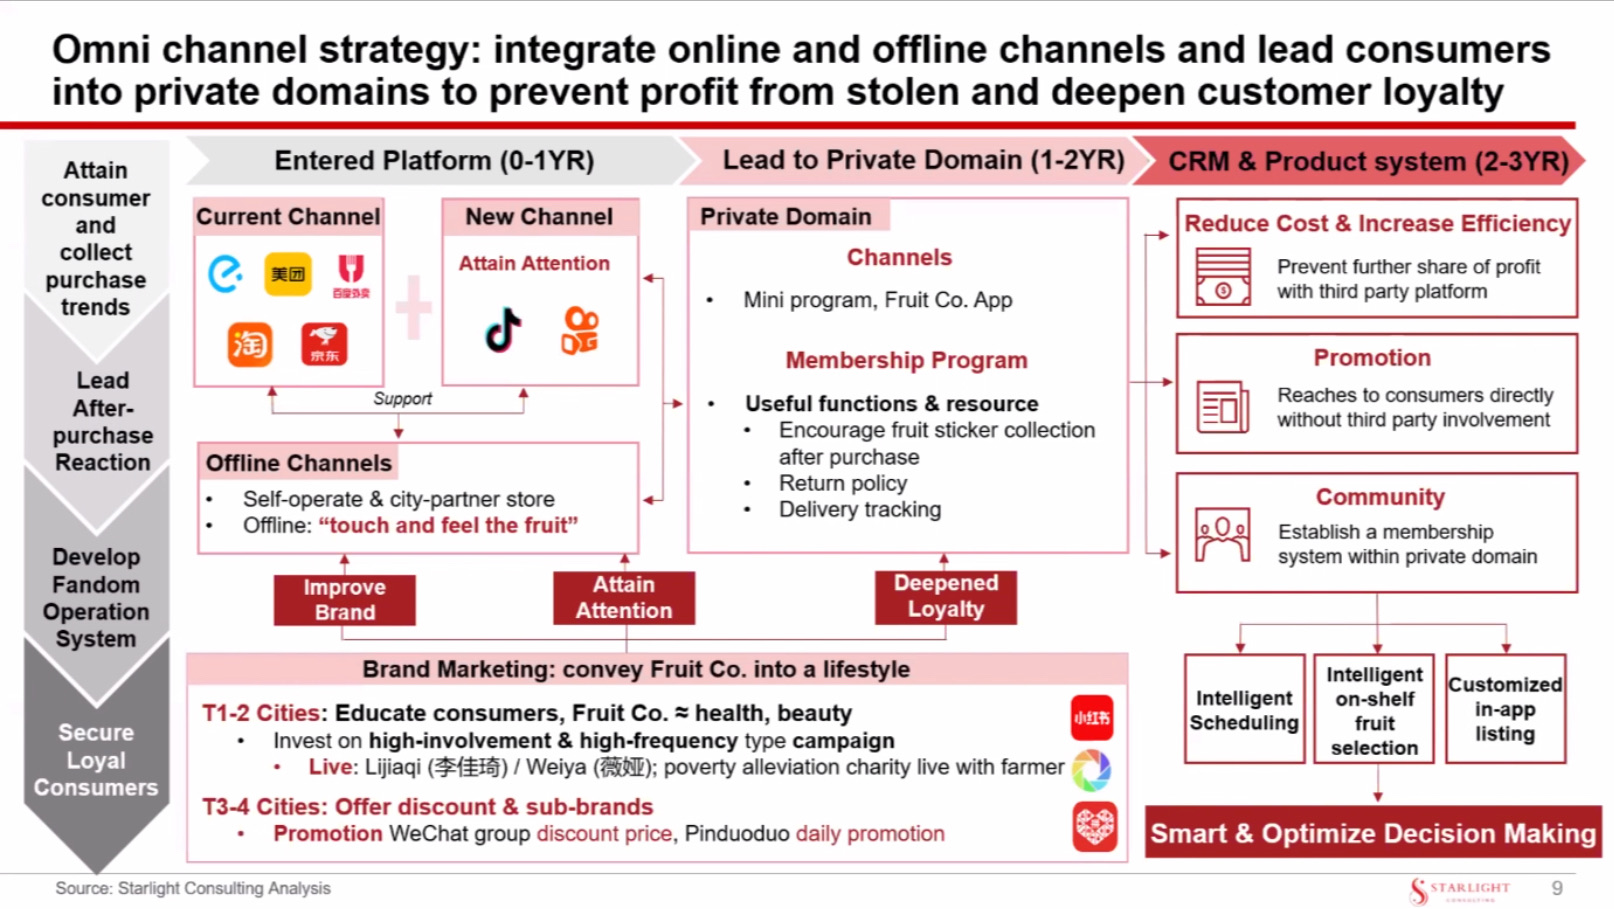 Omni channel strategy: integrate online and offline channels and lead consumers
into private domains to prevent profit from stolen and deepen customer loyalty
Attain
consumer
and
collect
purchase
trends
Lead
After-
purchase
Reaction
Develop
Fandom
Operation
System
Secure
Loyal
Consumers
Entered Platform (0-1YR)
Lead to Private Domain (1-2YR)
CRM & Product system (2-3YR)
Current Channel
美团
百度外卖
淘
京东
New Channel
Attain Attention
Support
Offline Channels
• Self-operate & city-partner store
• Offline: “touch and feel the fruit”
Private Domain
Channels
• Mini program, Fruit Co. App
Membership Program
• Useful functions & resource
• Encourage fruit sticker collection
after purchase
• Return policy
• Delivery tracking
Reduce Cost & Increase Efficiency
Prevent further share of profit
with third party platform
Promotion
Reaches to consumers directly
without third party involvement
Community
Establish a membership
system within private domain
Improve
Brand
Attain
Attention
Deepened
Loyalty
Brand Marketing: convey Fruit Co. into a lifestyle
T1-2 Cities: Educate consumers, Fruit Co. ≈ health, beauty
• Invest on high-involvement & high-frequency type campaign
• Live: Lijiaqi (李佳琦) / Weiya (薇娅); poverty alleviation charity live with farmer
T3-4 Cities: Offer discount & sub-brands
• Promotion WeChat group discount price, Pinduoduo daily promotion
小红书
Intelligent
Scheduling
Intelligent
on-shelf
fruit
selection
Customized
in-app
listing
Smart & Optimize Decision Making
Source: Starlight Consulting Analysis
STARLIGHT
CONSULTING
9